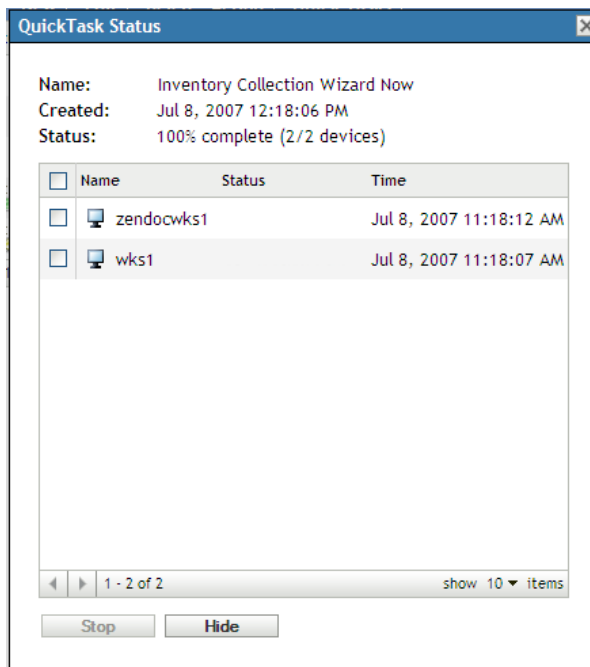 QuickTask Status
Name: Inventory Collection Wizard Now
Created: Jul 8, 2007 12:18:06 PM
Status: 100% complete (2/2 devices)
Name Status Time
zendocwks1 Jul 8, 2007 11:18:12 AM
wks1 Jul 8, 2007 11:18:07 AM
1 - 2 of 2 show 10 items
Stop Hide